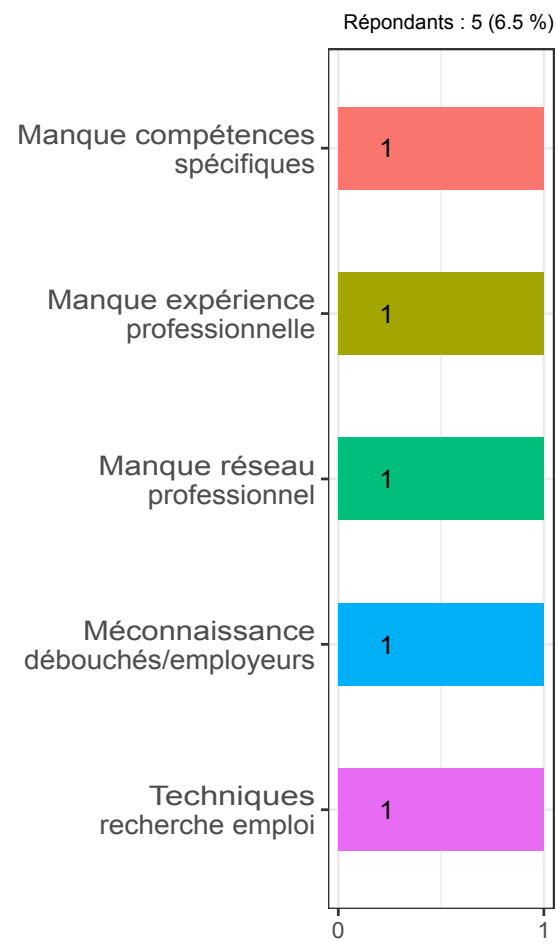 Répondants : 5 (6.5 %)
Manque compétences
spécifiques
1
Manque expérience
professionnelle
1
Manque réseau
professionnel
1
Méconnaissance
débouchés/employeurs
1
Techniques
recherche emploi
1
0 1